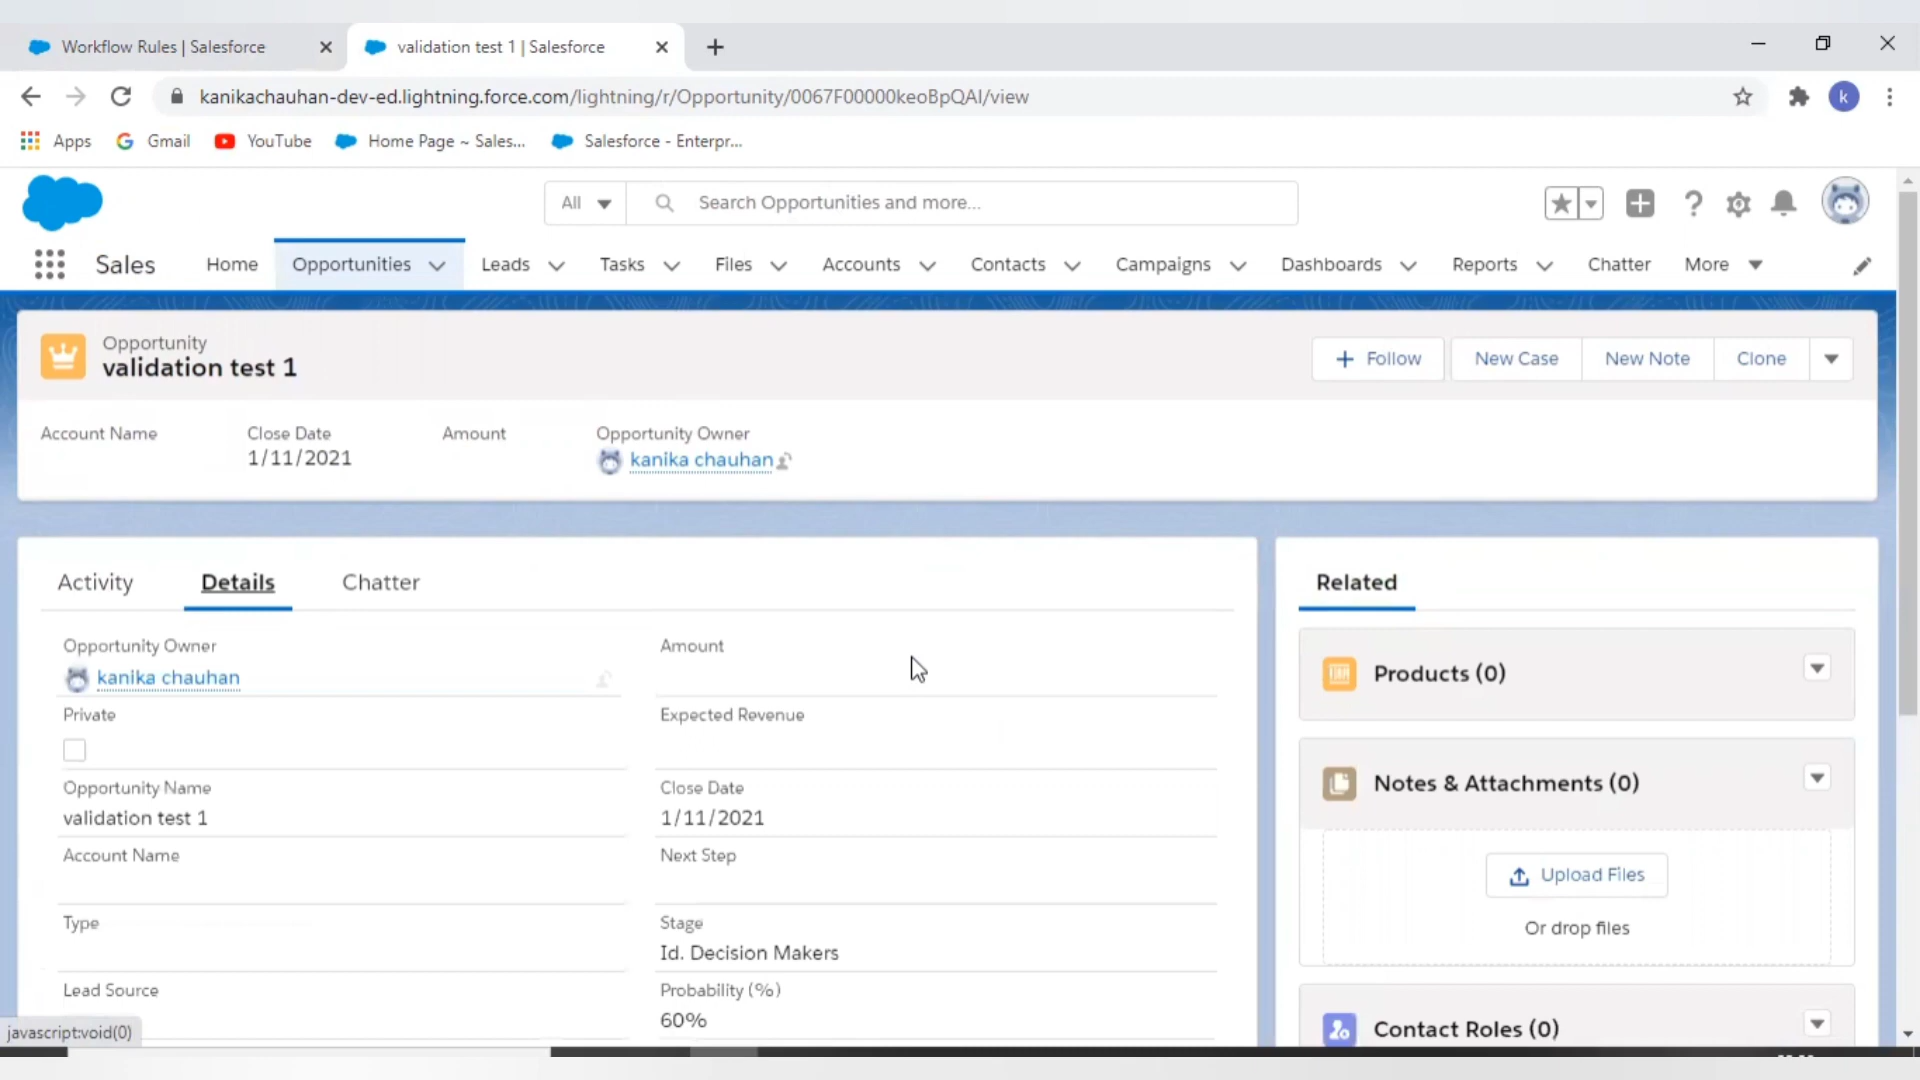 Workflow Rules | Salesforce
validation test 1 | Salesforce
kanikachauhan-dev-ed.lightning.force.com/lightning/r/Opportunity/0067F00000keoBpQAI/view
k
Apps
Gmail
YouTube
Home Page ~ Sales...
Salesforce - Enterpr...
All
Search Opportunities and more...
Sales
Home
Opportunities
Leads
Tasks
Files
Accounts
Contacts
Campaigns
Dashboards
Reports
Chatter
More
Opportunity
validation test 1
Follow
New Case
New Note
Clone
Account Name
Close Date
1/11/2021
Amount
Opportunity Owner
kanika chauhan
Activity
Details
Chatter
Related
Opportunity Owner
kanika chauhan
Amount
Private
Expected Revenue
Opportunity Name
validation test 1
Close Date
1/11/2021
Account Name
Next Step
Type
Stage
Id. Decision Makers
Lead Source
Probability (%)
60%
Products (0)
Notes & Attachments (0)
Upload Files
Or drop files
Contact Roles (0)
javascript:void(0)